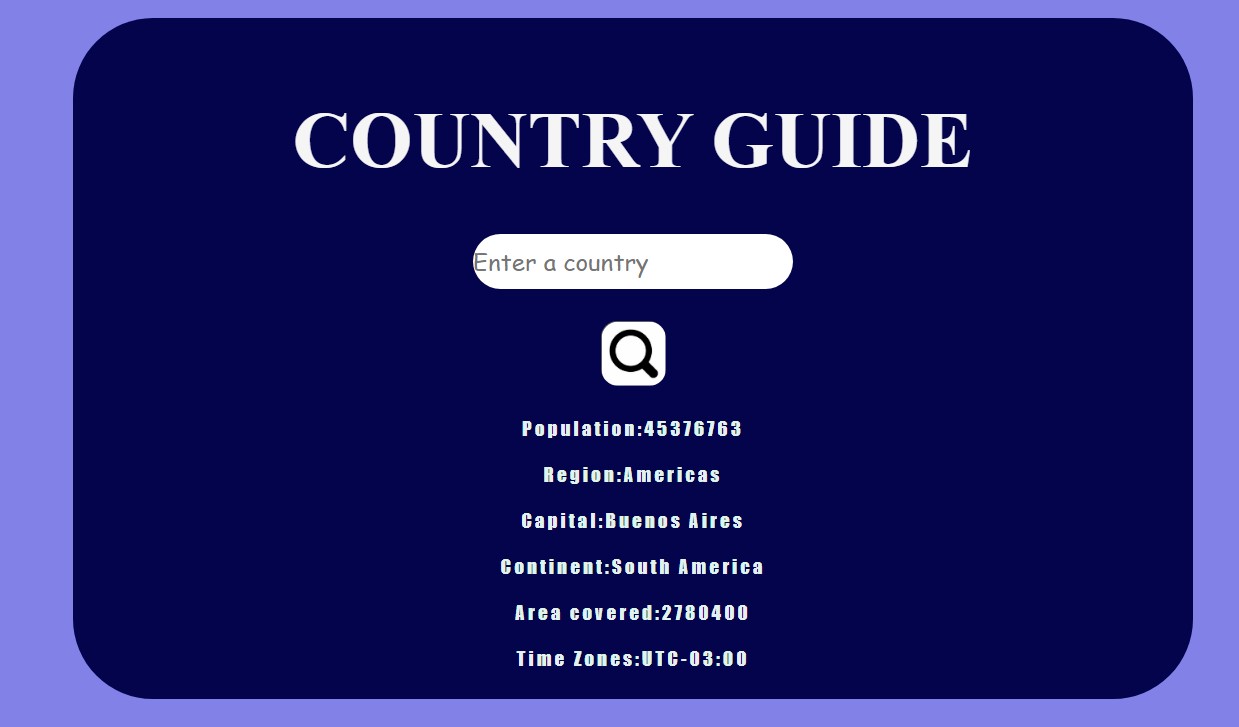 COUNTRY GUIDE
Enter a country
Population:45376763
Region:Americas
Capital:Buenos Aires
Continent:South America
Area covered:2780400
Time Zones:UTC-03:00